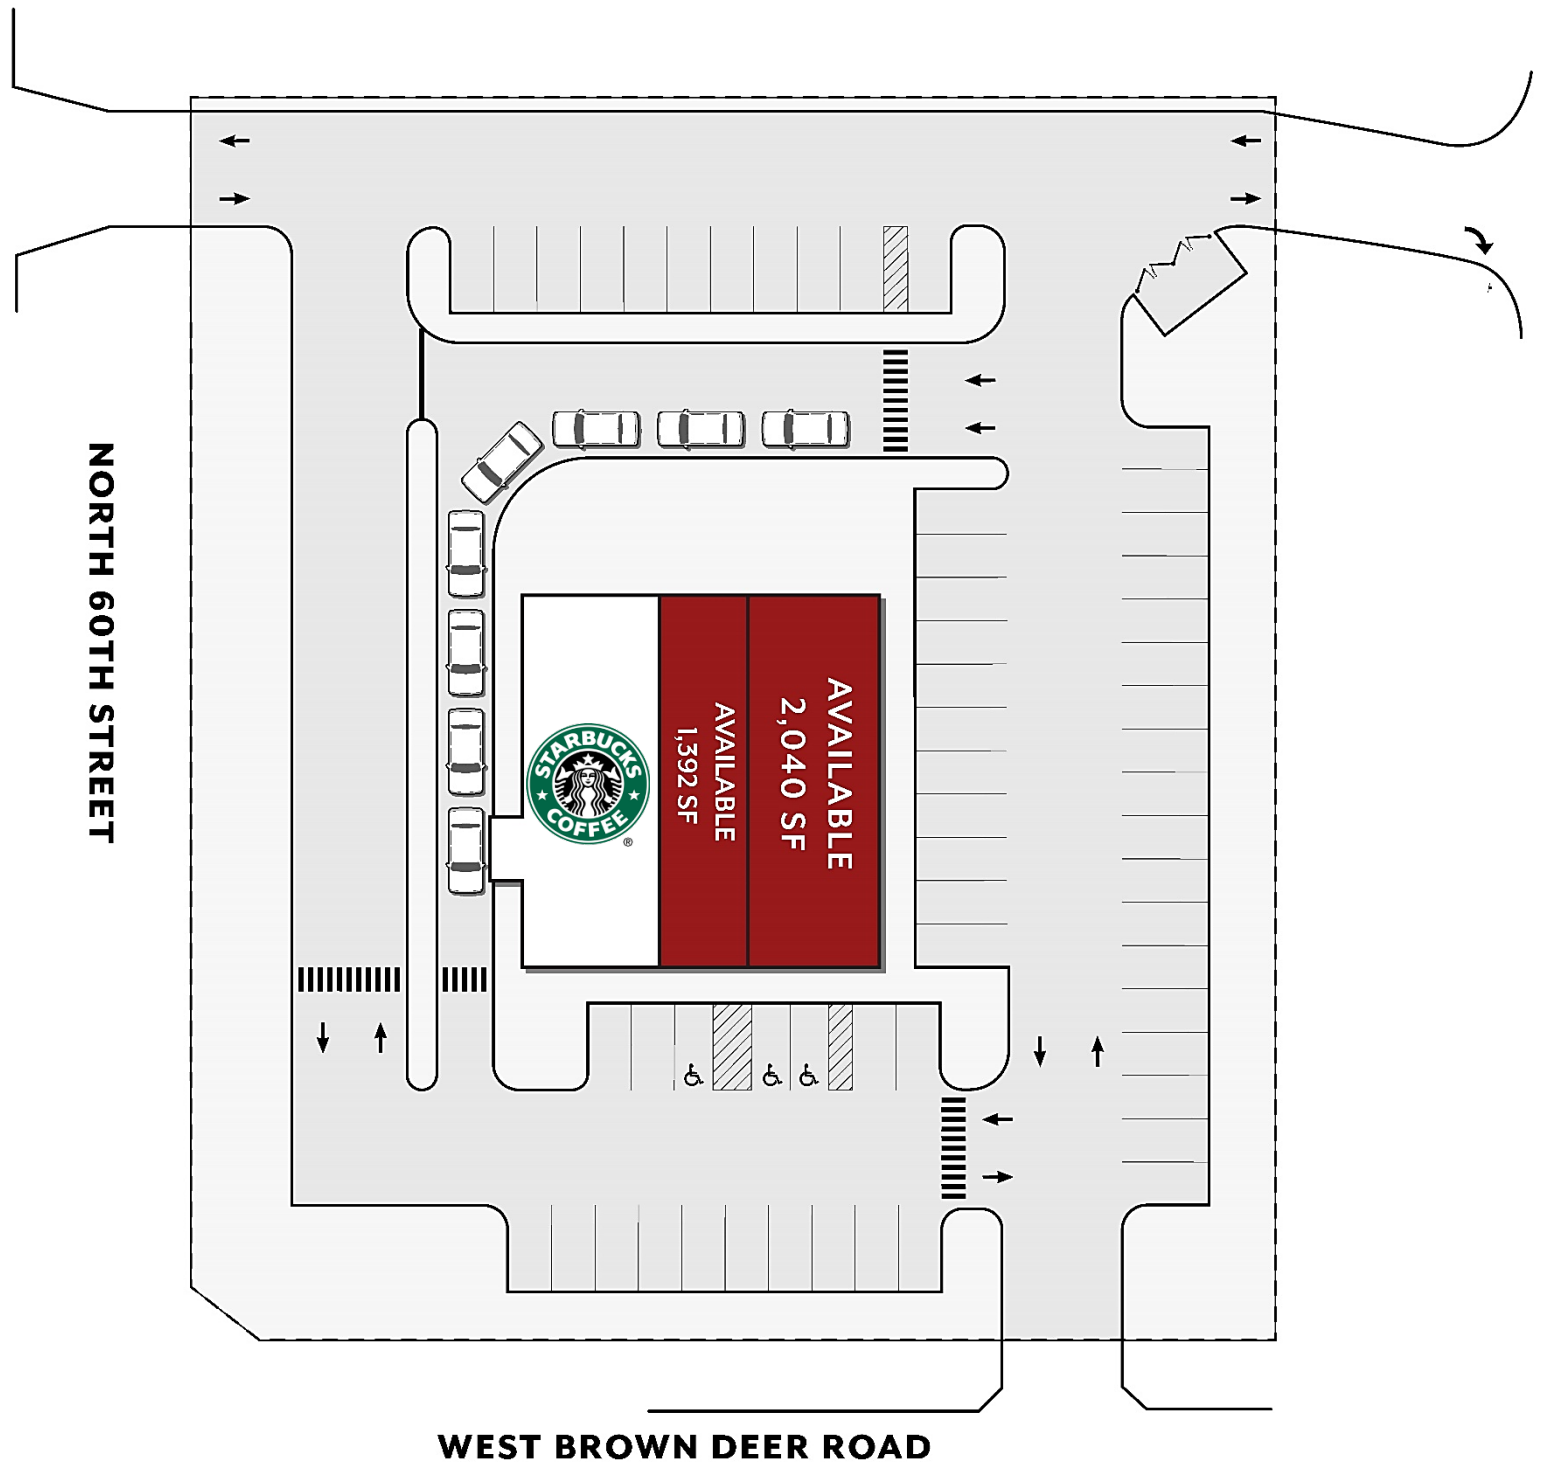 NORTH 60TH STREET
STARBUCKS
COFFEE
®
AVAILABLE
1,392 SF
AVAILABLE
2,040 SF
WEST BROWN DEER ROAD